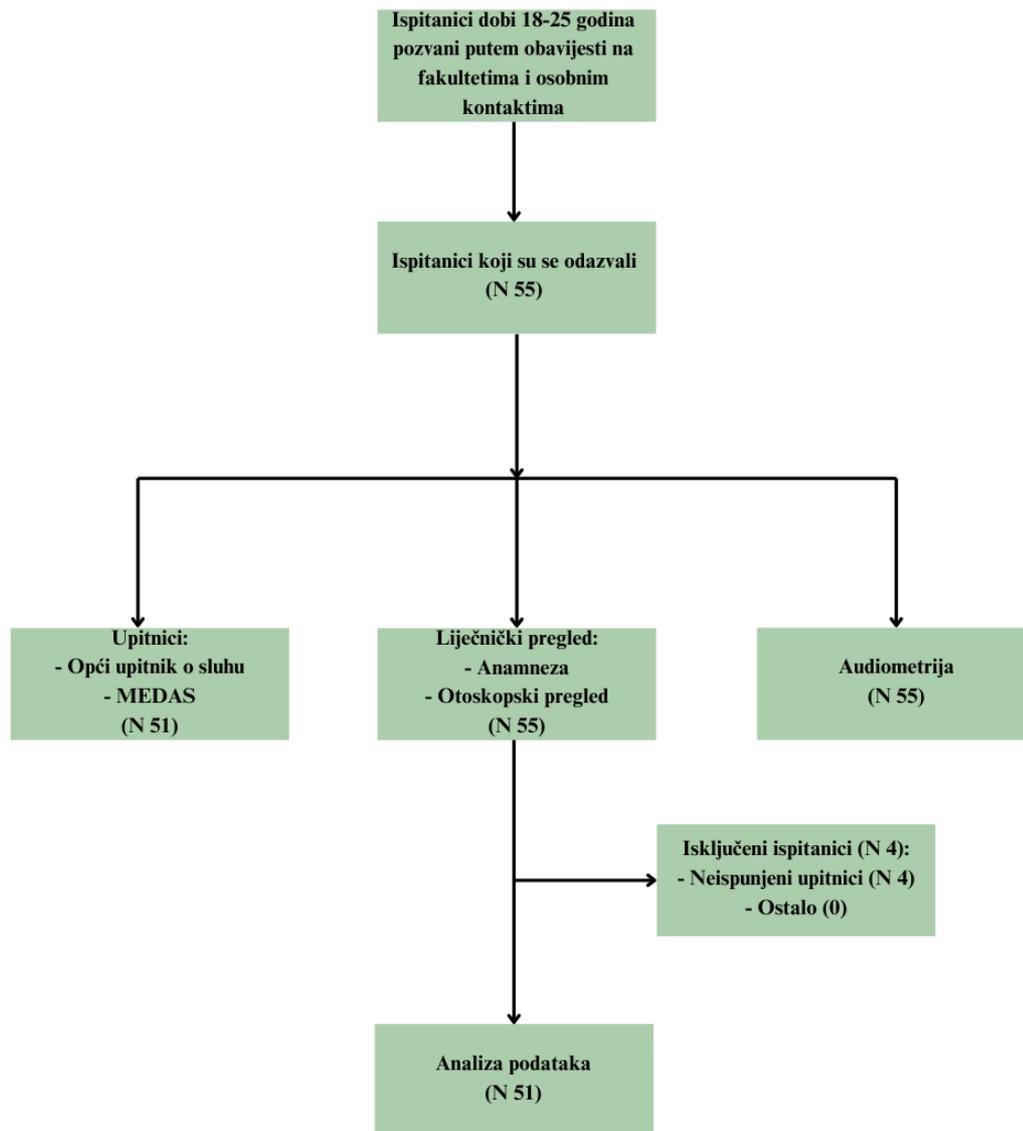 Ispitanici dobi 18-25 godina
pozvani putem obavijesti na
fakultetima i osobnim
kontaktima
Ispitanici koji su se odazvali
(N 55)
Upitnici:
- Opći upitnik o sluhu
- MEDAS
(N 51)
Liječnički pregled:
- Anamneza
- Otoskopski pregled
(N 55)
Audiometrija
(N 55)
Isključeni ispitanici (N 4):
- Neispunjeni upitnici (N 4)
- Ostalo (0)
Analiza podataka
(N 51)